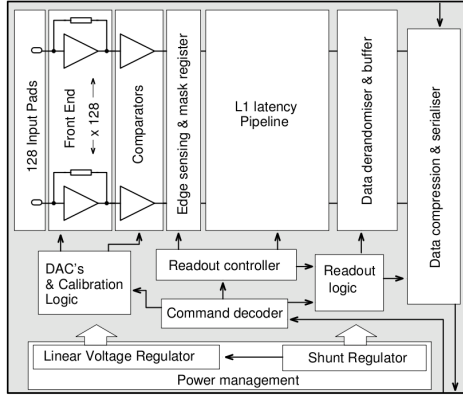 128 Input Pads
Front End
x 128
Comparators
Edge sensing & mask register
L1 latency
Pipeline
Data derandomiser & buffer
Data compression & serialiser
DAC's
& Calibration
Logic
Readout controller
Readout
logic
Command decoder
Linear Voltage Regulator
Shunt Regulator
Power management